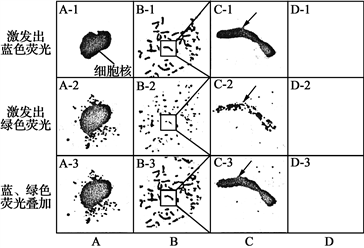 激发出
蓝色荧光
A-1
B-1
C-1
D-1
细胞核
激发出
绿色荧光
A-2
B-2
C-2
D-2
蓝、绿色
荧光叠加
A-3
B-3
C-3
D-3
A
B
C
D